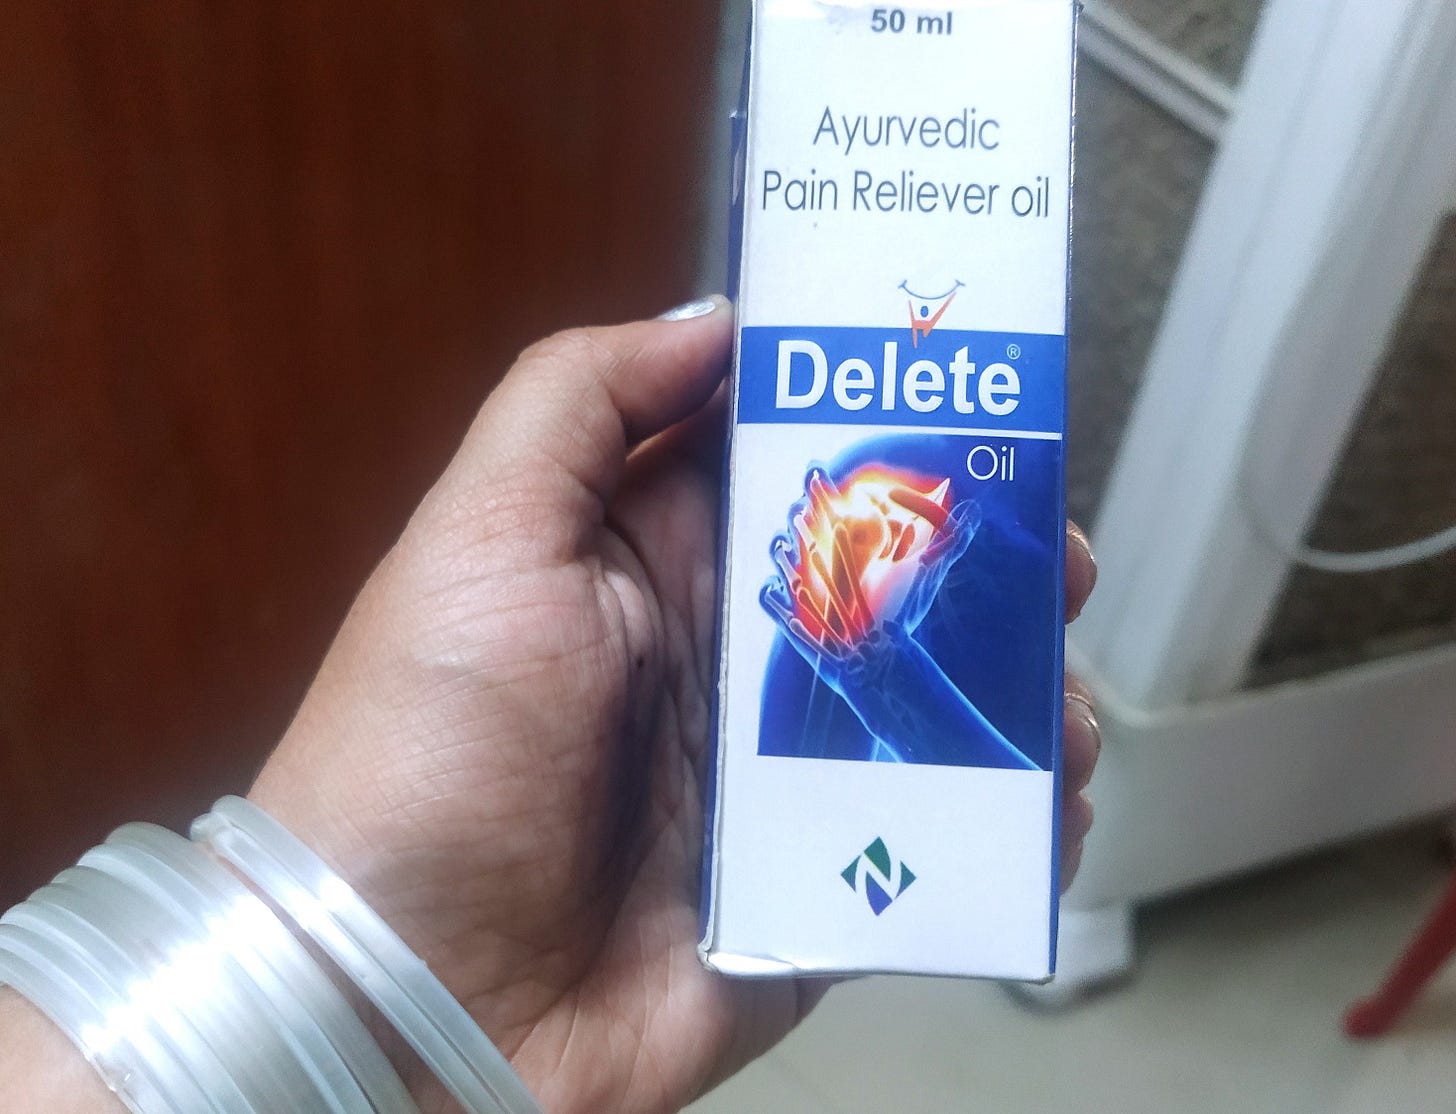 50 ml
Ayurvedic
Pain Reliever oil
Delete®
Oil